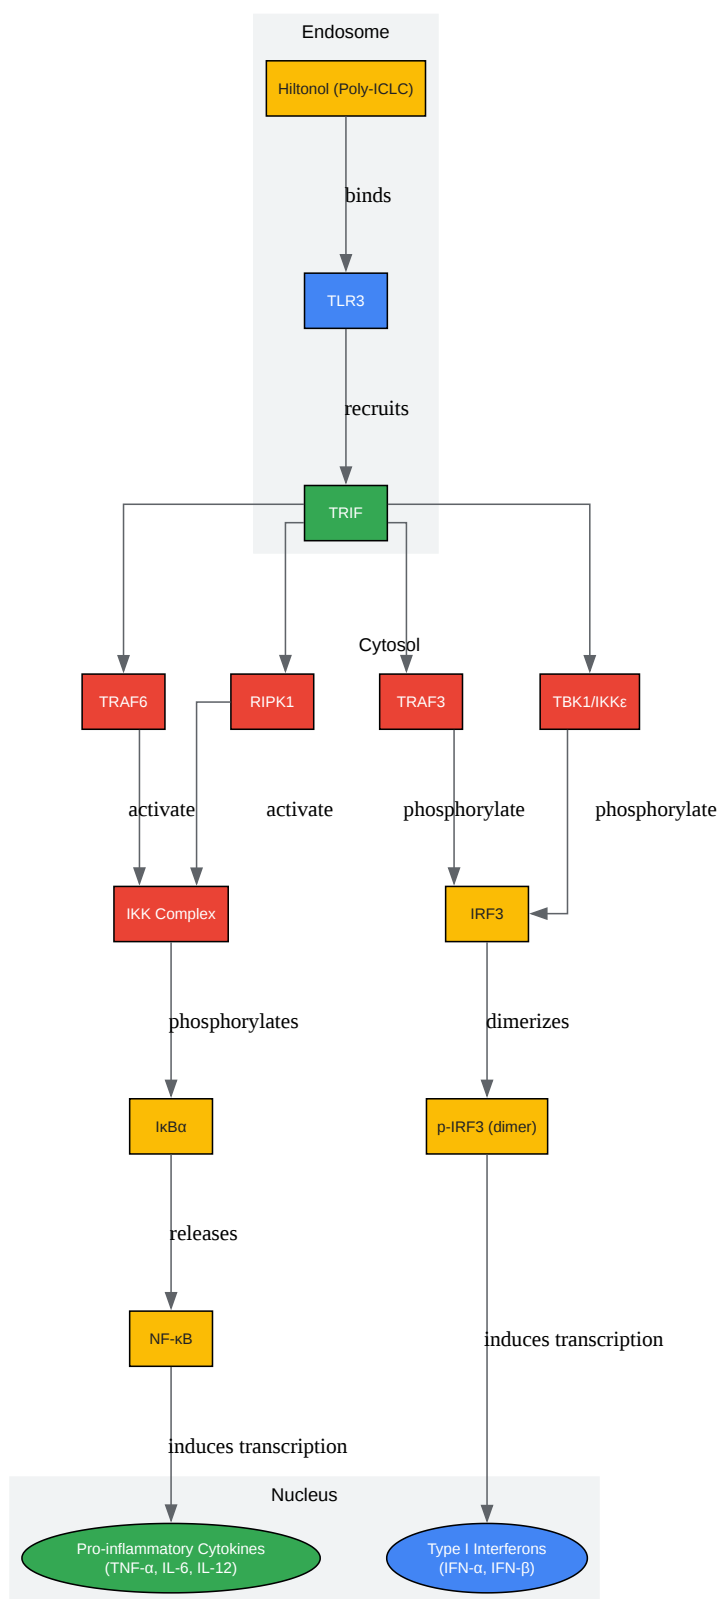 Endosome
Hiltonol (Poly-ICLC)
binds
TLR3
recruits
TRIF
Cytosol
TRAF6
RIPK1
TRAF3
TBK1/IKKε
activate
activate
phosphorylate
phosphorylate
IKK Complex
IRF3
phosphorylates
dimerizes
IκBα
p-IRF3 (dimer)
releases
NF-κB
induces transcription
induces transcription
Nucleus
Pro-inflammatory Cytokines
(TNF-α, IL-6, IL-12)
Type I Interferons
(IFN-α, IFN-β)